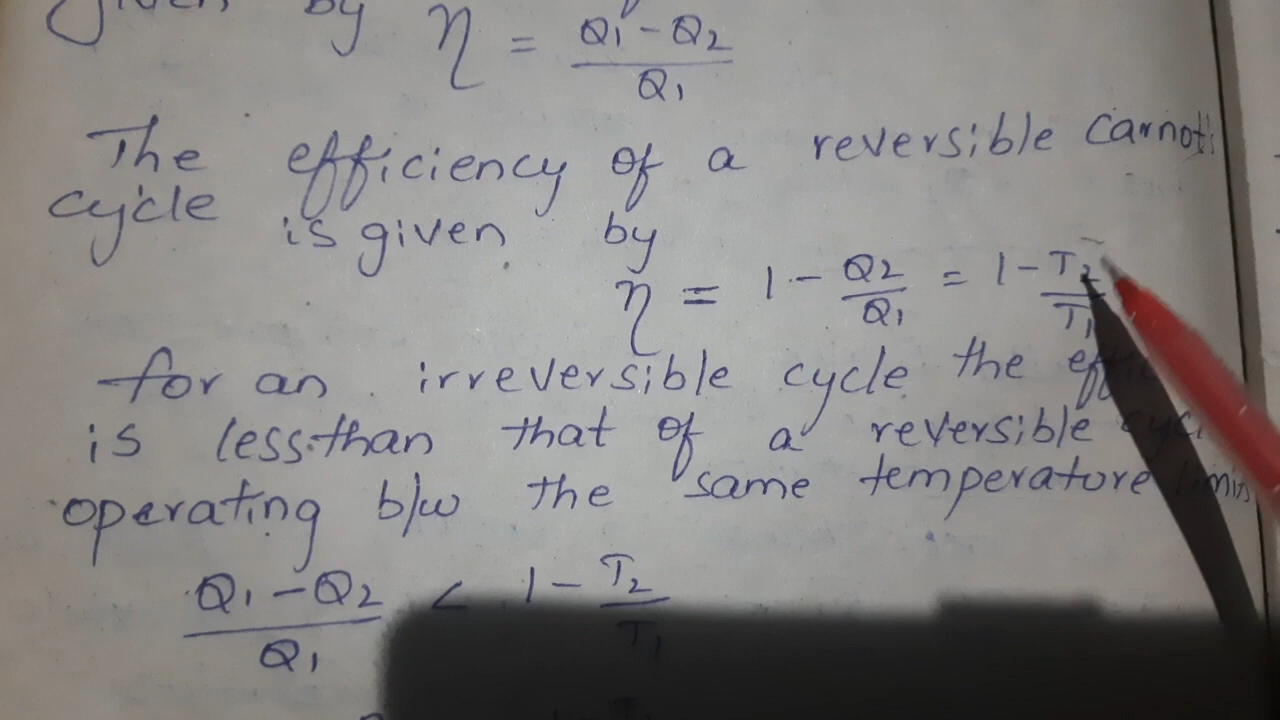 given by η = Q1 - Q2 / Q1
The efficiency of a reversible Carnot
cycle is given by
η = 1 - Q2 / Q1 = 1 - T2 / T1
for an irreversible cycle the
is less than that of a reversible
operating b/w the same temperature limits
Q1 - Q2 / Q1 < 1 - T2 / T1